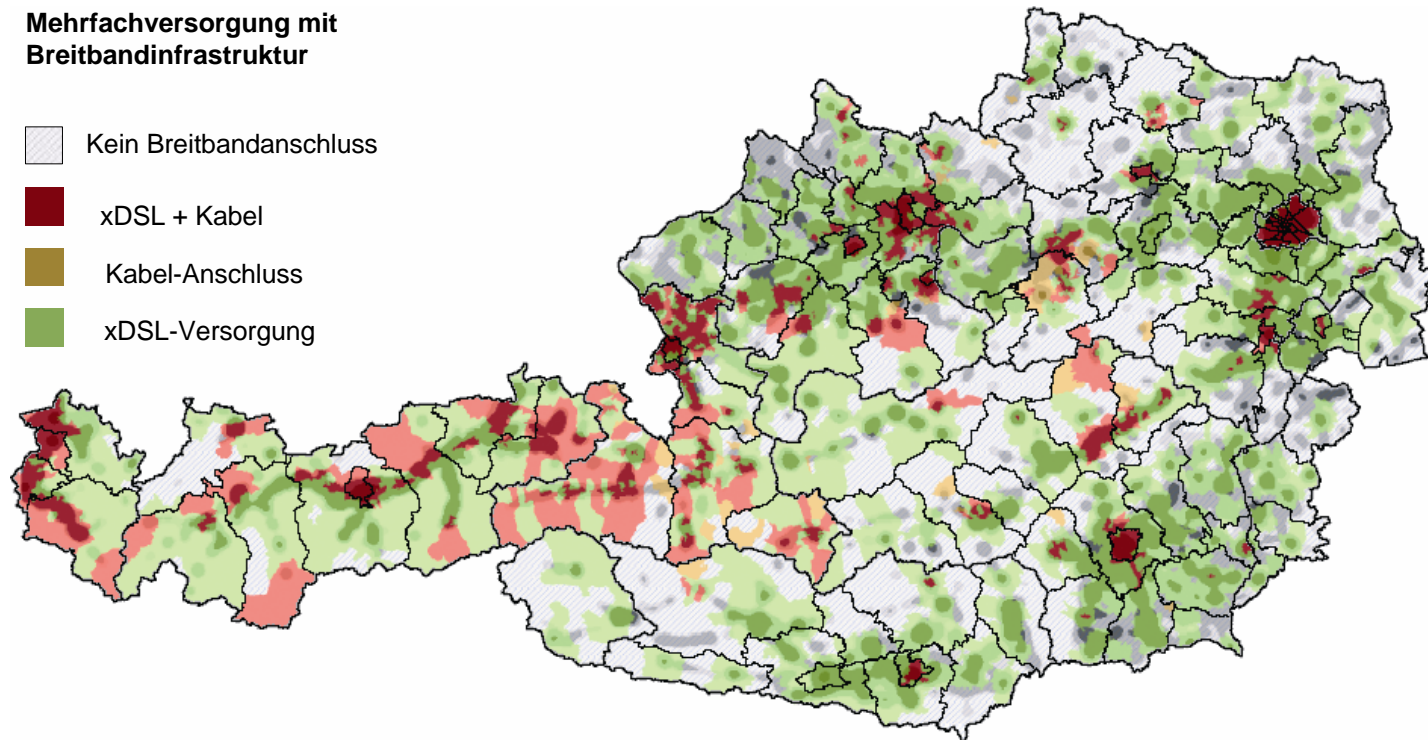 Mehrfachversorgung mit
Breitbandinfrastruktur
Kein Breitbandanschluss
xDSL + Kabel
Kabel-Anschluss
xDSL-Versorgung